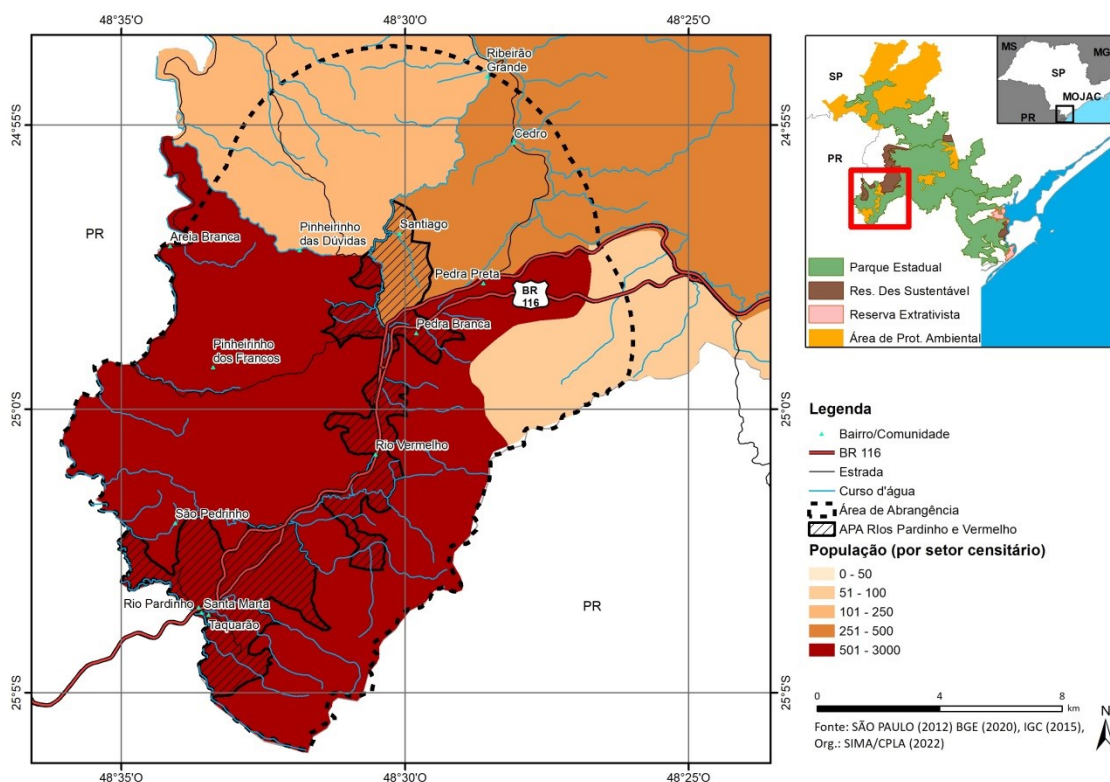 48°35'O
48°30'O
48°25'O
24°55'S
25°0'S
25°5'S
Ribeirão
Grande
Cedro
PR
Areia Branca
Pinheirinho
das Dúvidas
Santiago
Pedra Preta
BR
116
Pedra Branca
Pinheirinho
dos Francos
Rio Vermelho
São Pedrinho
Rio Pardinho
Santa Marta
Taquarão
PR
24°55'S
25°0'S
25°5'S
48°35'O
48°30'O
48°25'O
MS
MG
SP
SP
MOJAC
PR
PR
Parque Estadual
Res. Des Sustentável
Reserva Extrativista
Área de Prot. Ambiental
Legenda
Bairro/Comunidade
BR 116
Estrada
Curso d'água
Área de Abrangência
APA RIos Pardinho e Vermelho
População (por setor censitário)
0 - 50
51 - 100
101 - 250
251 - 500
501 - 3000
0 4 8
km
N
Fonte: SÃO PAULO (2012) BGE (2020), IGC (2015),
Org.: SIMA/CPLA (2022)